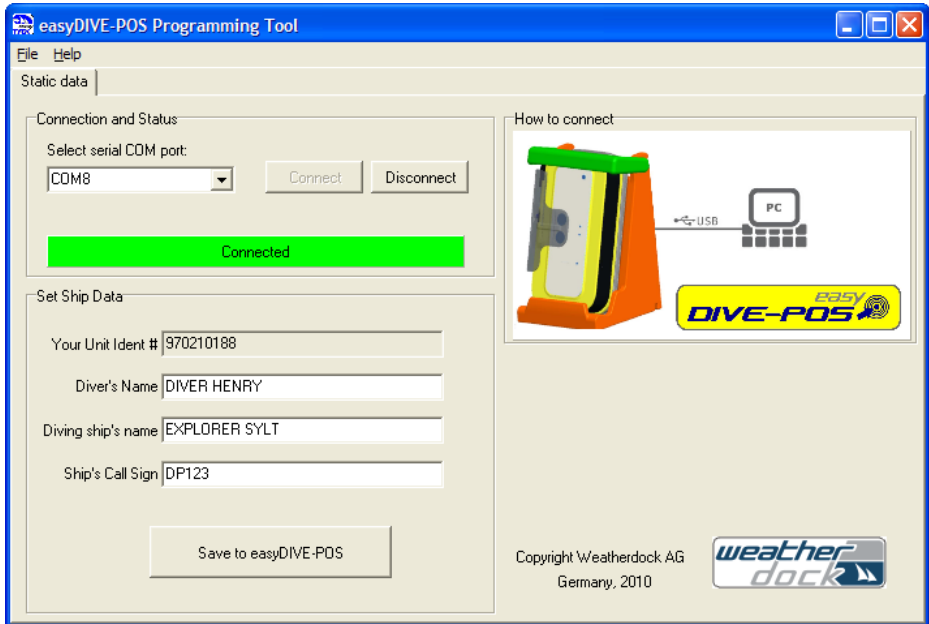 easyDIVE-POS Programming Tool
File Help
Static data
Connection and Status
Select serial COM port:
COM8
Connect
Disconnect
Connected
How to connect
USB
PC
easy
DIVE-POS
Set Ship Data
Your Unit Ident # 970210188
Diver's Name DIVER HENRY
Diving ship's name EXPLORER SYLT
Ship's Call Sign DP123
Save to easyDIVE-POS
Copyright Weatherdock AG
Germany, 2010
weather
dock